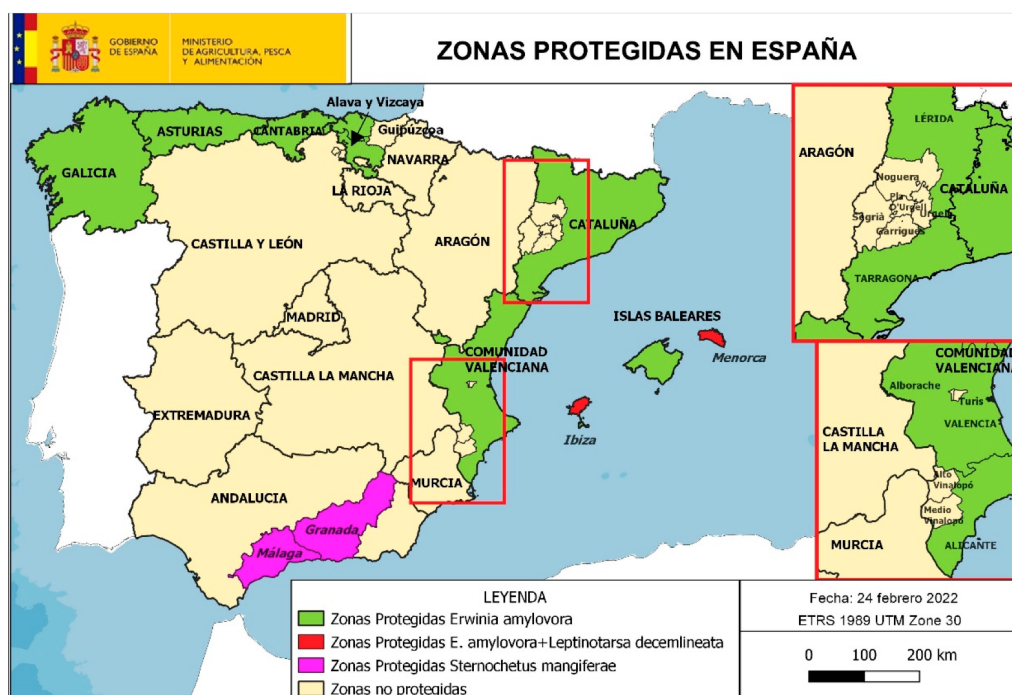 GOBIERNO
DE ESPAÑA
MINISTERIO
DE AGRICULTURA, PESCA
Y ALIMENTACIÓN
ZONAS PROTEGIDAS EN ESPAÑA
Alava y Vizcaya
ASTURIAS
CANTABRIA
Guipúzcoa
GALICIA
NAVARRA
LA RIOJA
CASTILLA Y LEÓN
ARAGÓN
CATALUÑA
MADRID
ISLAS BALEARES
Menorca
COMUNIDAD
VALENCIANA
CASTILLA LA MANCHA
EXTREMADURA
Ibiza
MURCIA
ANDALUCIA
Granada
Málaga
LÉRIDA
ARAGÓN
Noguera
CATALUÑA
Pla
D'Urgell
Segrià
Urgell
Garrigues
TARRAGONA
COMUNIDAD
VALENCIANA
Alborache
Turis
VALENCIA
CASTILLA
LA MANCHA
Alto
Vinalopó
Medio
Vinalopó
MURCIA
ALICANTE
LEYENDA
Zonas Protegidas Erwinia amylovora
Zonas Protegidas E. amylovora+Leptinotarsa decemlineata
Zonas Protegidas Sternochetus mangiferae
Zonas no protegidas
Fecha: 24 febrero 2022
ETRS 1989 UTM Zone 30
0 100 200 km